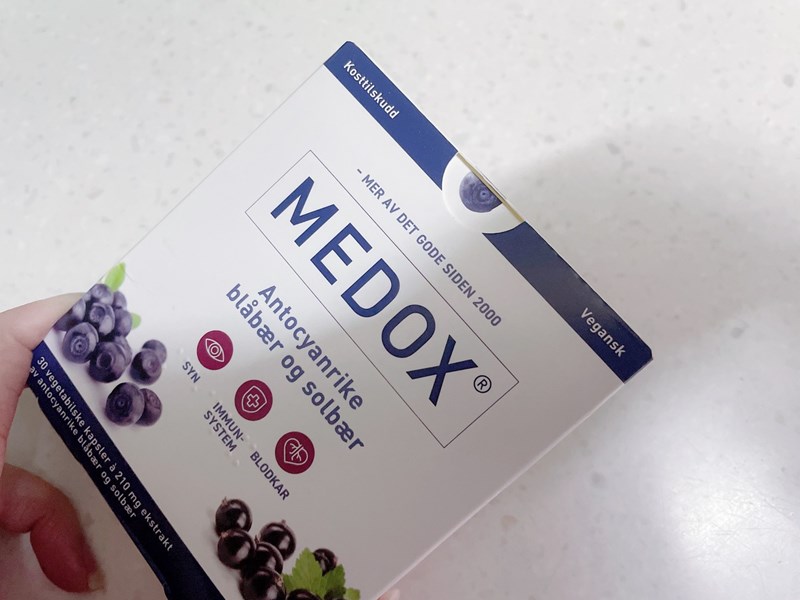 Kosttilskudd
Vegansk
– MER AV DET GODE SIDEN 2000
MEDOX®
Antocyanrike
blåbær og solbær
SYN
IMMUN-
SYSTEM
BLODKAR
30 vegetabilske kapsler à 210 mg ekstrakt
av antocyanrike blåbær og solbær